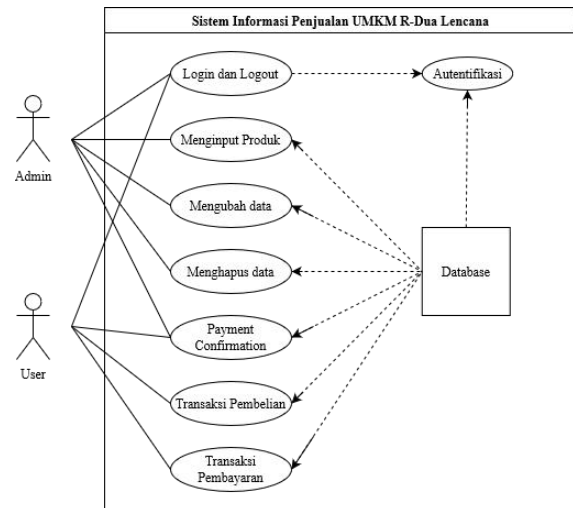 Sistem Informasi Penjualan UMKM R-Dua Lencana
Login dan Logout
Autentifikasi
Admin
Menginput Produk
Mengubah data
Menghapus data
Database
User
Payment
Confirmation
Transaksi Pembelian
Transaksi
Pembayaran